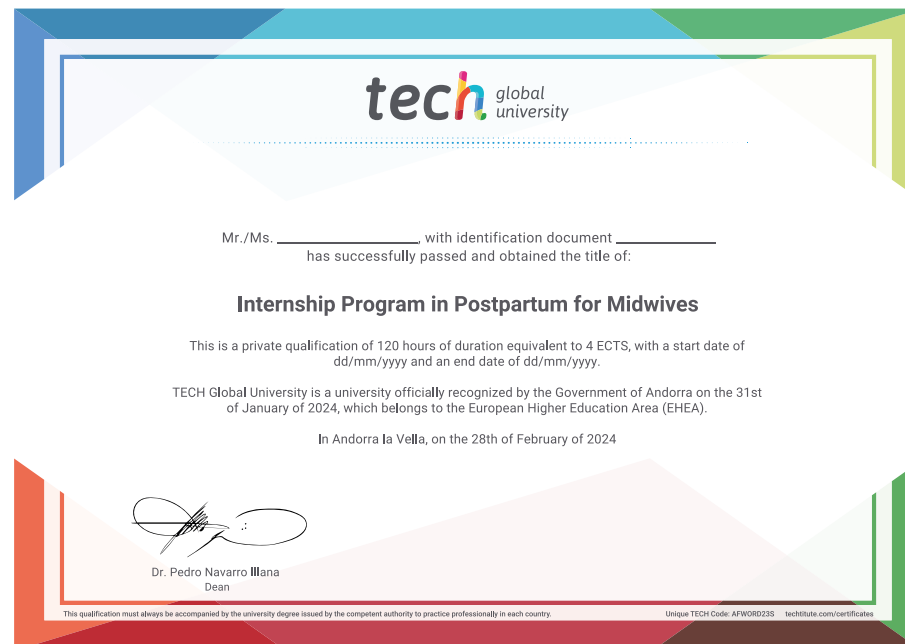 tech global university
Mr./Ms. ____________, with identification document ____________
has successfully passed and obtained the title of:
Internship Program in Postpartum for Midwives
This is a private qualification of 120 hours of duration equivalent to 4 ECTS, with a start date of
dd/mm/yyyy and an end date of dd/mm/yyyy.
TECH Global University is a university officially recognized by the Government of Andorra on the 31st
of January of 2024, which belongs to the European Higher Education Area (EHEA).
In Andorra la Vella, on the 28th of February of 2024
Dr. Pedro Navarro Illana
Dean
This qualification must always be accompanied by the university degree issued by the competent authority to practice professionally in each country.
Unique TECH Code: AFWORD23S techtitute.com/certificates